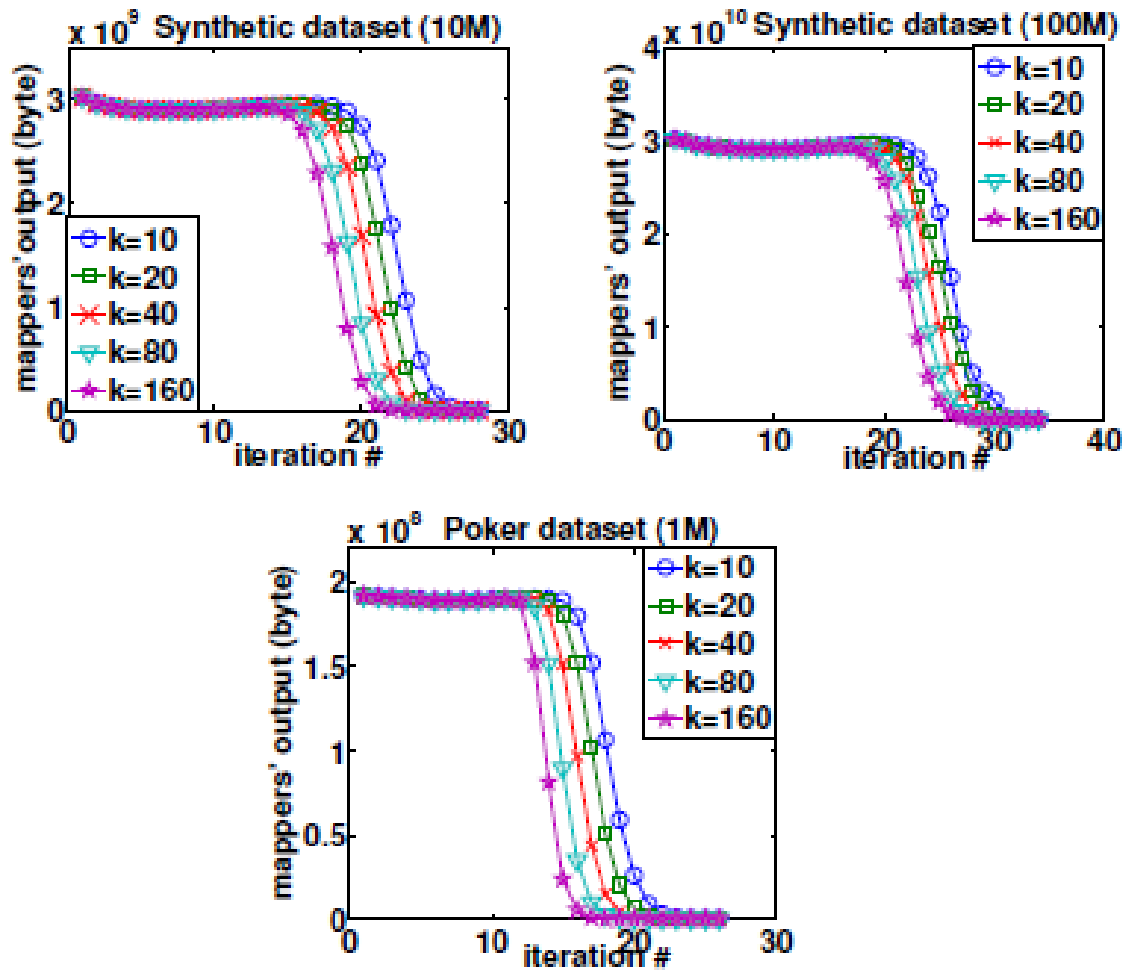 x 10^9 Synthetic dataset (10M)
mappers' output (byte)
3
2
1
0
k=10
k=20
k=40
k=80
k=160
0 10 20 30
iteration #
x 10^10 Synthetic dataset (100M)
mappers' output (byte)
4
3
2
1
0
k=10
k=20
k=40
k=80
k=160
0 10 20 30 40
iteration #
x 10^8 Poker dataset (1M)
mappers' output (byte)
2
1.5
1
0.5
0
k=10
k=20
k=40
k=80
k=160
0 10 20 30
iteration #